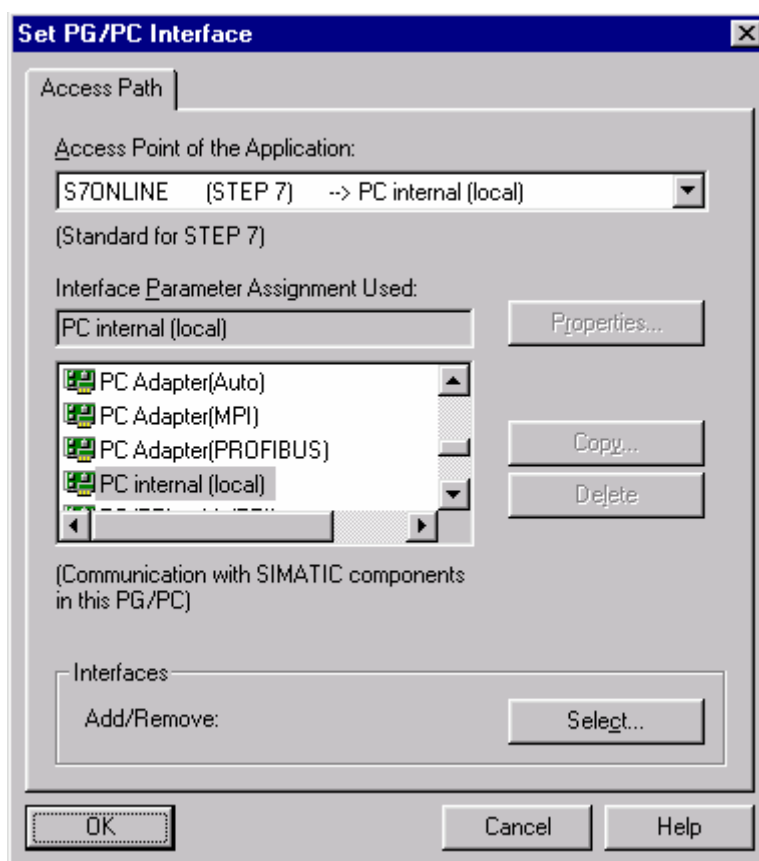 Set PG/PC Interface
Access Path
Access Point of the Application:
S7ONLINE (STEP 7) --> PC internal (local)
(Standard for STEP 7)
Interface Parameter Assignment Used:
PC internal (local)
Properties...
PC Adapter(Auto)
PC Adapter(MPI)
PC Adapter(PROFIBUS)
PC internal (local)
Copy...
Delete
(Communication with SIMATIC components
in this PG/PC)
Interfaces
Add/Remove:
Select...
OK
Cancel
Help